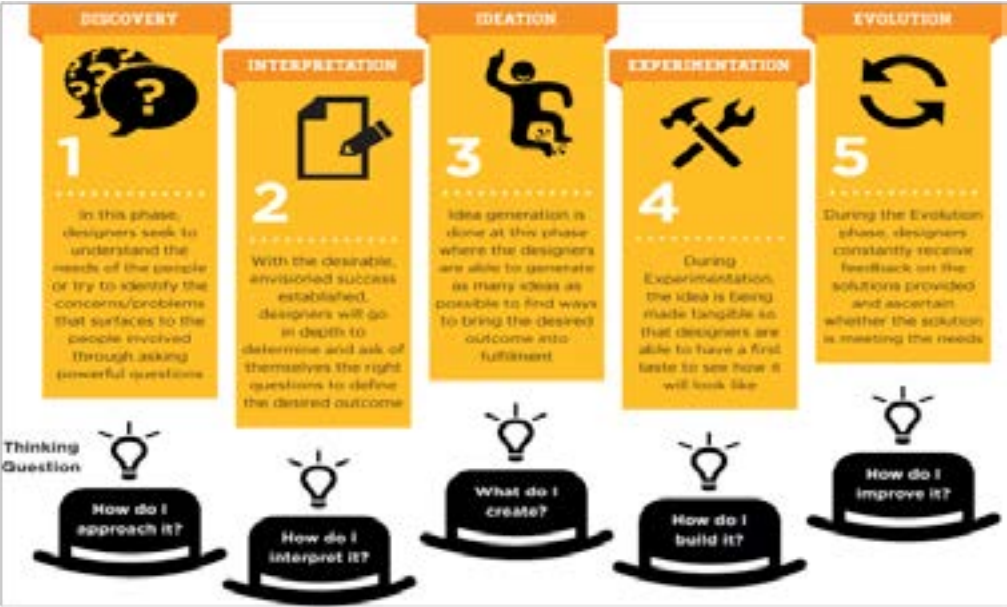 DISCOVERY
1
In this phase,
designers seek to
understand the
needs of the people
or try to identify the
concerns/problems
that surfaces to the
people involved
through asking
powerful questions
INTERPRETATION
2
With the desirable,
envisioned success
established,
designers will go
in depth to
determine and ask of
themselves the right
questions to define
the desired outcome
IDEATION
3
Idea generation is
done at this phase
where the designers
are able to generate
as many ideas as
possible to find ways
to bring the desired
outcome into
fulfilment
EXPERIMENTATION
4
During
Experimentation,
the idea is being
made tangible so
that designers are
able to have a first
taste to see how it
will look like
EVOLUTION
5
During the Evolution
phase, designers
constantly receive
feedback on the
solutions provided
and ascertain
whether the solution
is meeting the needs
Thinking
Question
How do I
approach it?
How do I
interpret it?
What do I
create?
How do I
build it?
How do I
improve it?